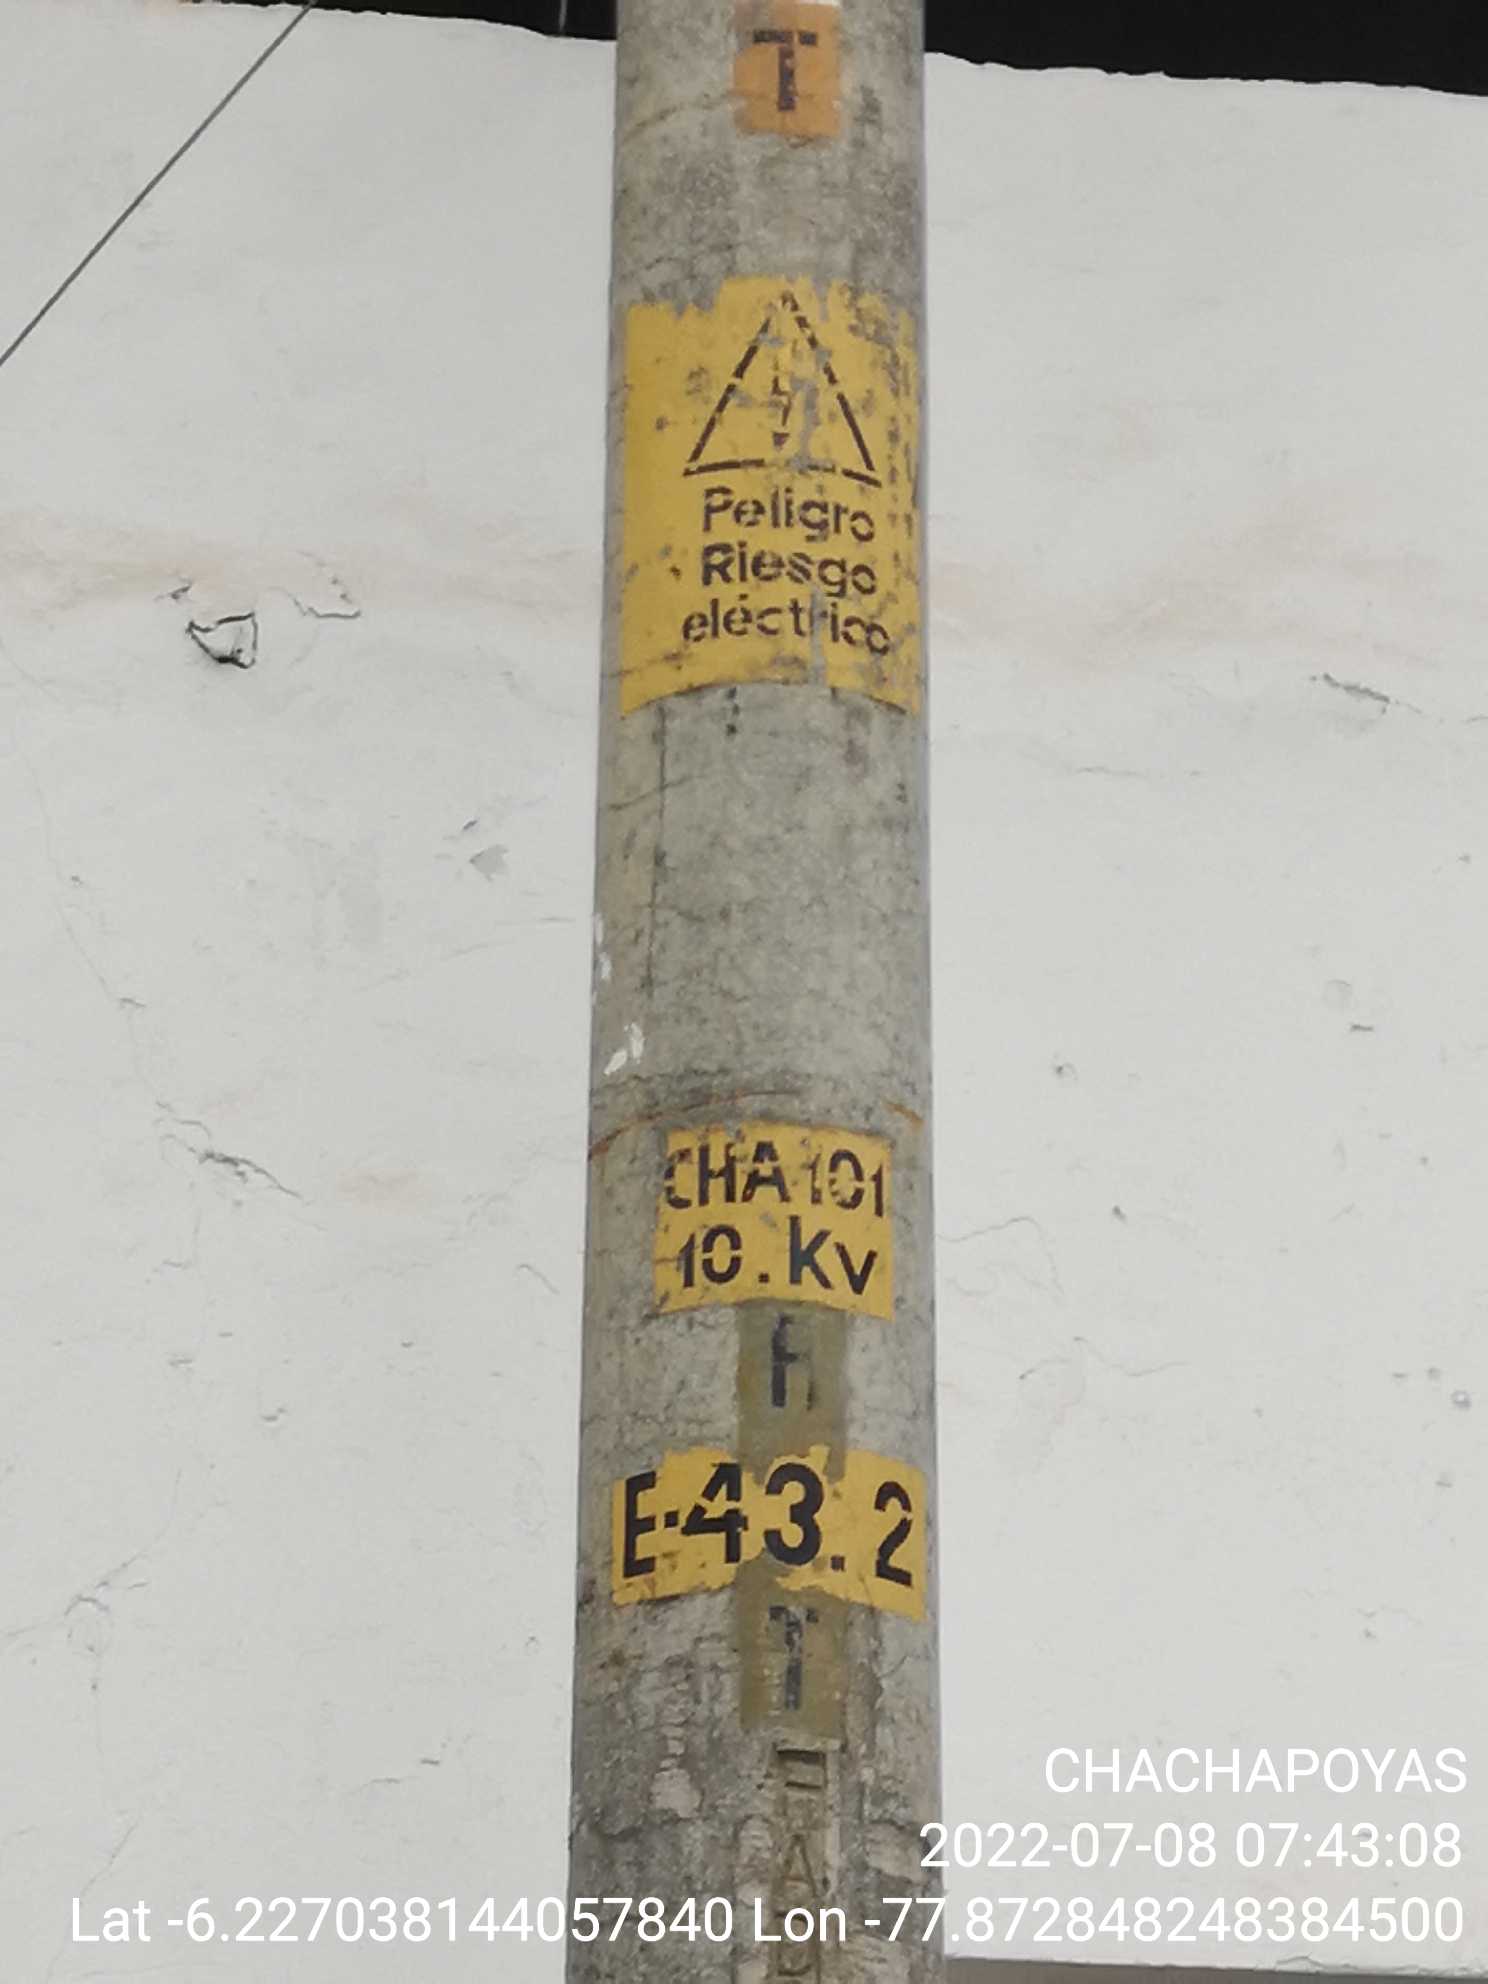 T
Peligro
Riesgo
eléctrico
CHA 101
10.Kv
E-43.2
T
CHACHAPOYAS
2022-07-08 07:43:08
Lat -6.227038144057840 Lon -77.872848248384500